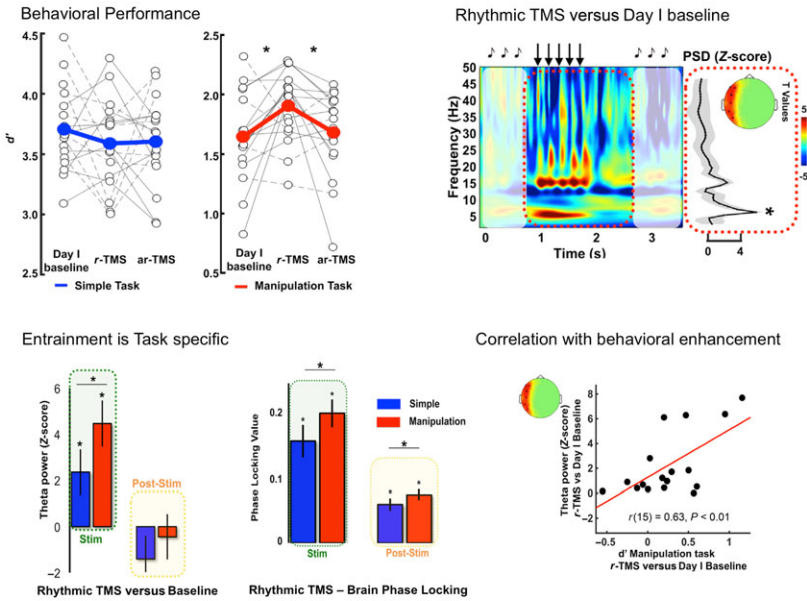 Behavioral Performance
Rhythmic TMS versus Day I baseline
4.5
4.0
3.5
3.0
2.5
d'
Day I
baseline
r-TMS
ar-TMS
Simple Task
2.5
2.0
1.5
1.0
0.5
* *
Day I
baseline
r-TMS
ar-TMS
Manipulation Task
50
45
40
35
30
25
20
15
10
5
Frequency (Hz)
0 1 2 3
Time (s)
PSD (Z-score)
T Values
5
-5
*
0 4
Entrainment is Task specific
Correlation with behavioral enhancement
6
4
2
0
−2
Theta power (Z-score)
*
* *
Stim
Post-Stim
Rhythmic TMS versus Baseline
0.2
0.1
0
Phase Locking Value
*
* *
Stim
Simple
Manipulation
*
* *
Post-Stim
Rhythmic TMS – Brain Phase Locking
8
6
4
2
0
−2
Theta power (Z-score)
r-TMS vs Day I Baseline
r(15) = 0.63, P < 0.01
−0.5 0 0.5 1
d' Manipulation task
r-TMS versus Day I Baseline